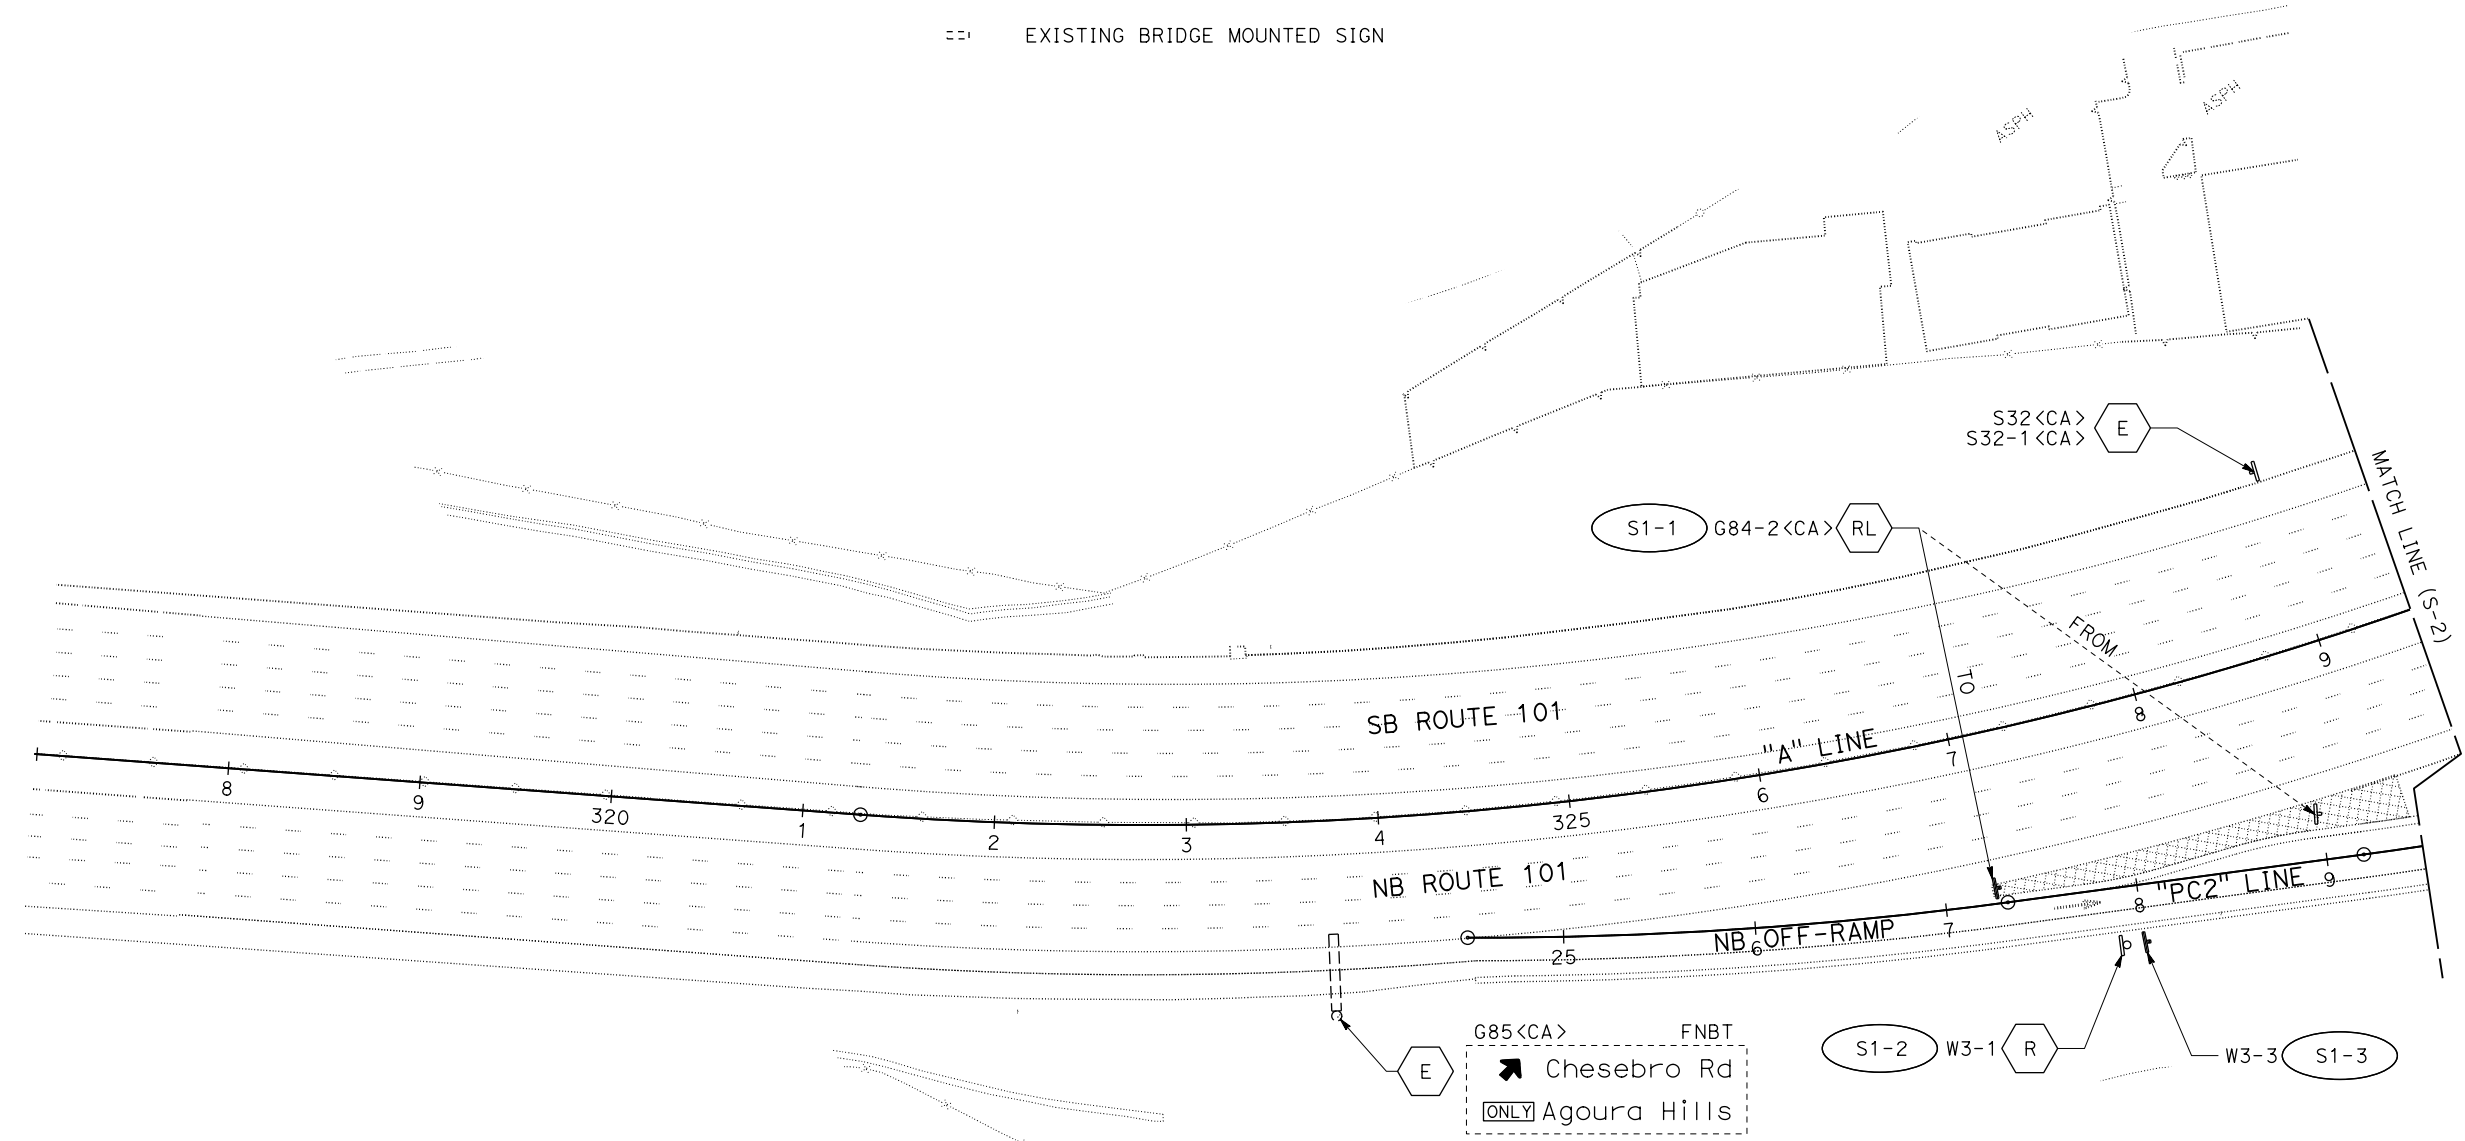 EXISTING BRIDGE MOUNTED SIGN
ASPH
ASPH
S32<CA>
S32-1<CA>
E
MATCH LINE (S-2)
S1-1 G84-2<CA> RL
FROM
TO
SB ROUTE 101
"A" LINE
8 9 320 1 2 3 4 325 6 7 8 9
NB ROUTE 101
"PC2" LINE
NB OFF-RAMP
25 6 7 8 9
G85<CA> FNBT
E
Chesebro Rd
ONLY Agoura Hills
S1-2 W3-1 R
W3-3 S1-3